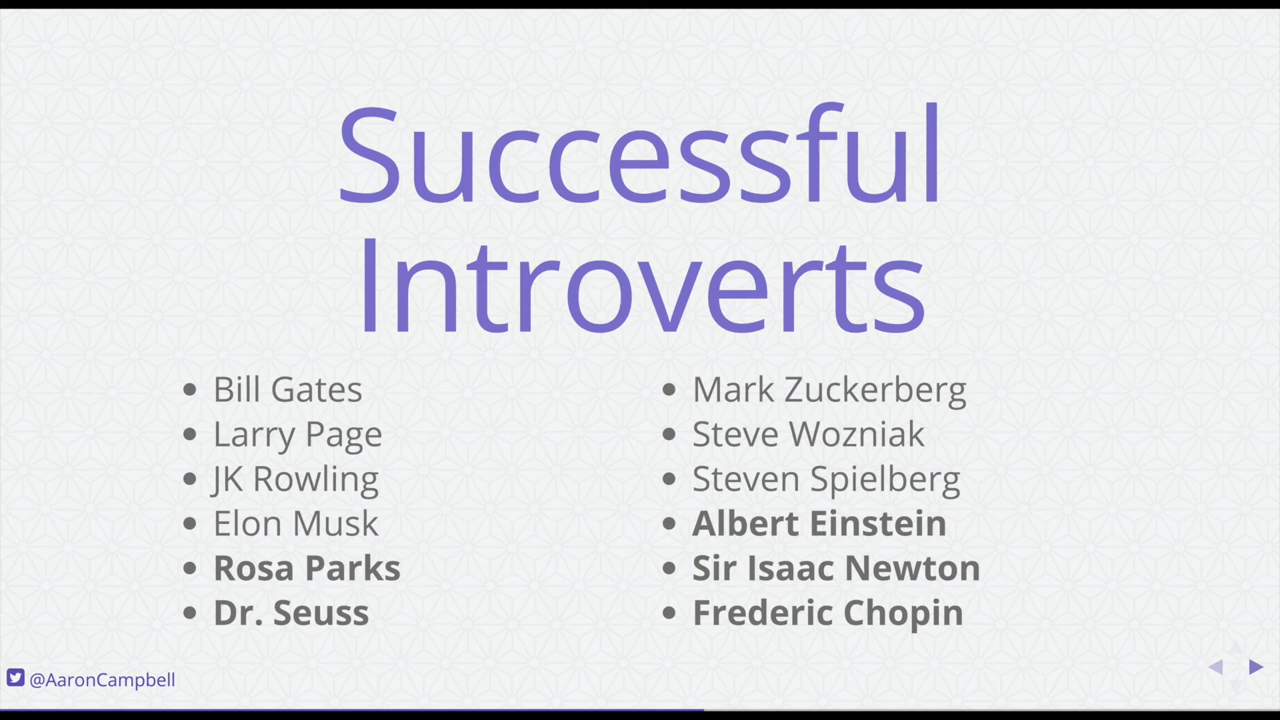 Successful
Introverts
• Bill Gates
• Larry Page
• JK Rowling
• Elon Musk
• Rosa Parks
• Dr. Seuss
• Mark Zuckerberg
• Steve Wozniak
• Steven Spielberg
• Albert Einstein
• Sir Isaac Newton
• Frederic Chopin
@AaronCampbell